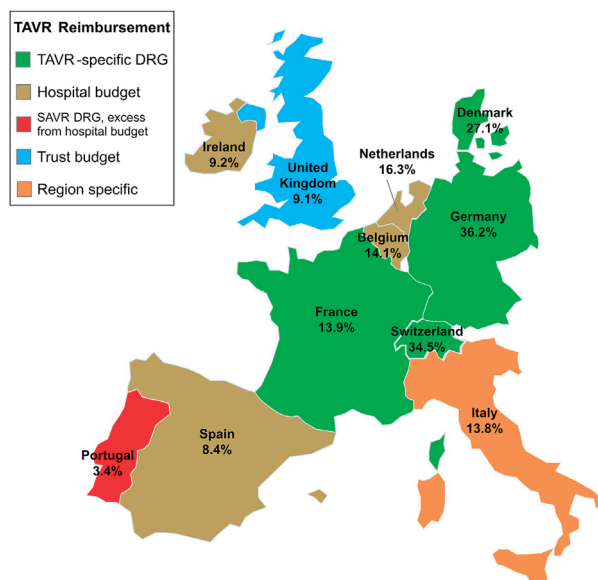 TAVR Reimbursement
TAVR-specific DRG
Hospital budget
SAVR DRG, excess
from hospital budget
Trust budget
Region specific
Denmark
27.1%
Ireland
9.2%
United
Kingdom
9.1%
Netherlands
16.3%
Germany
36.2%
Belgium
14.1%
France
13.9%
Switzerland
34.5%
Italy
13.8%
Spain
8.4%
Portugal
3.4%